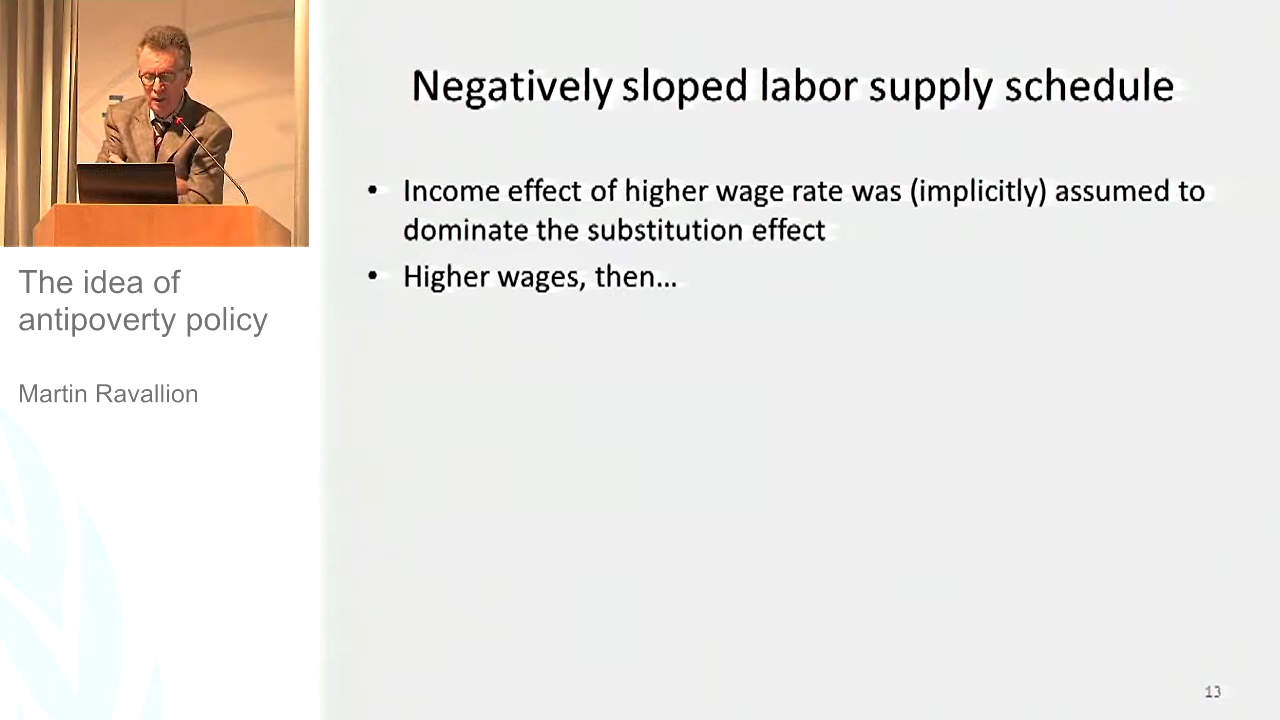 The idea of
antipoverty policy
Martin Ravallion
Negatively sloped labor supply schedule
• Income effect of higher wage rate was (implicitly) assumed to
dominate the substitution effect
• Higher wages, then...
13